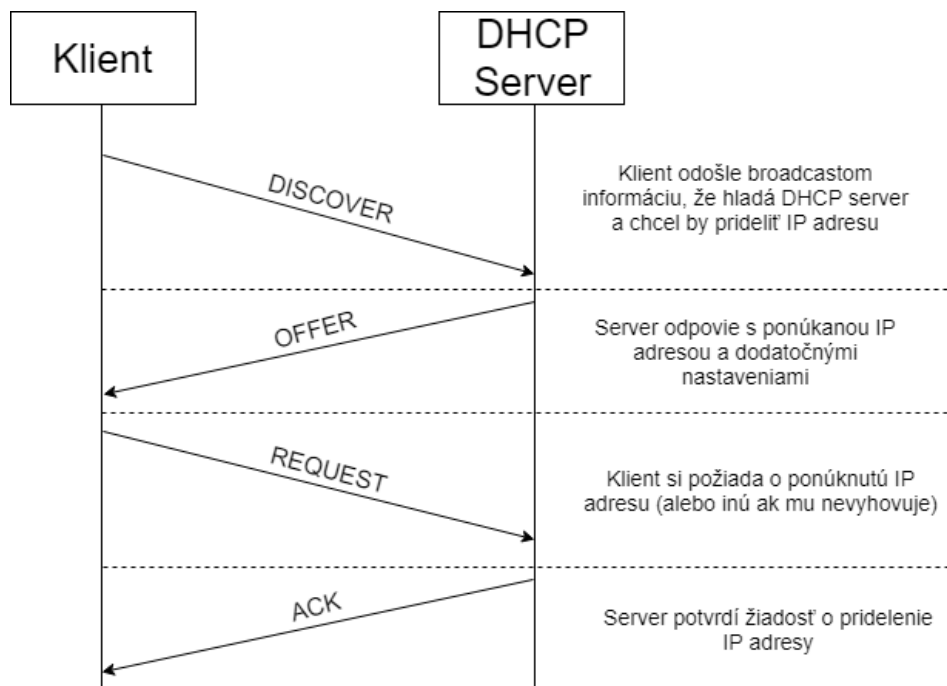 Klient
DHCP
Server
DISCOVER
Klient odošle broadcastom
informáciu, že hladá DHCP server
a chcel by prideliť IP adresu
OFFER
Server odpovie s ponúkanou IP
adresou a dodatočnými
nastaveniami
REQUEST
Klient si požiada o ponúknutú IP
adresu (alebo inú ak mu nevyhovuje)
ACK
Server potvrdí žiadosť o pridelenie
IP adresy